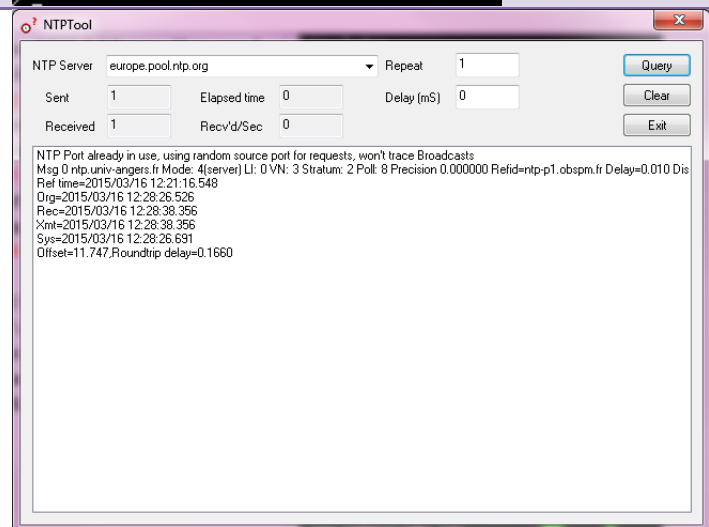 NTPTool
NTP Server europe.pool.ntp.org Repeat 1 Query
Sent 1 Elapsed time 0 Delay (mS) 0 Clear
Received 1 Recv'd/Sec 0 Exit
NTP Port already in use, using random source port for requests, won't trace Broadcasts
Msg 0 ntp.univ-angers.fr Mode: 4(server) LI: 0 VN: 3 Stratum: 2 Poll: 8 Precision 0.000000 Refid=ntp-p1.obspm.fr Delay=0.010 Dis
Ref time=2015/03/16 12:21:16.548
Org=2015/03/16 12:28:26.526
Rec=2015/03/16 12:28:38.356
Xmt=2015/03/16 12:28:38.356
Sys=2015/03/16 12:28:26.691
Offset=11.747,Roundtrip delay=0.1660